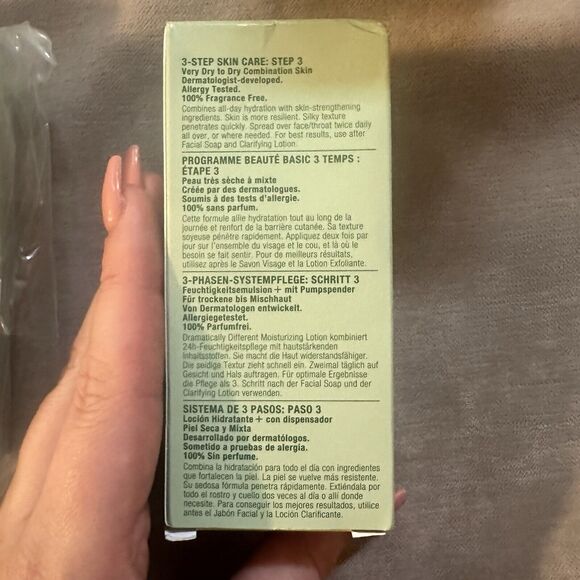 3-STEP SKIN CARE: STEP 3
Very Dry to Dry Combination Skin
Dermatologist-developed.
Allergy Tested.
100% Fragrance Free.
Combines all-day hydration with skin-strengthening
ingredients. Skin is more resilient. Silky texture
penetrates quickly. Spread over face/throat twice daily
all over, or where needed. For best results, use after
Facial Soap and Clarifying Lotion.
PROGRAMME BEAUTÉ BASIC 3 TEMPS :
ÉTAPE 3
Peau très sèche à mixte
Créée par des dermatologues.
Soumis à des tests d'allergie.
100% sans parfum.
Cette formule allie hydratation tout au long de la
journée et renfort de la barrière cutanée. Sa texture
soyeuse pénètre rapidement. Appliquez deux fois par
jour sur l'ensemble du visage et le cou, et là où le
besoin se fait sentir. Pour de meilleurs résultats,
utilisez après le Savon Visage et la Lotion Exfoliante.
3-PHASEN-SYSTEMPFLEGE: SCHRITT 3
Feuchtigkeitsemulsion+ mit Pumpspender
Für trockene bis Mischhaut
Von Dermatologen entwickelt.
Allergiegetestet.
100% Parfumfrei.
Dramatically Different Moisturizing Lotion kombiniert
24h-Feuchtigkeitspflege mit hautstärkenden
Inhaltsstoffen. Sie macht die Haut widerstandsfähiger.
Die seidige Textur zieht schnell ein. Zweimal täglich auf
Gesicht und Hals auftragen. Für optimale Ergebnisse
die Pflege als 3. Schritt nach der Facial Soap und der
Clarifying Lotion verwenden.
SISTEMA DE 3 PASOS: PASO 3
Loción Hidratante+ con dispensador
Piel Seca y Mixta
Desarrollado por dermatólogos.
Sometido a pruebas de alergia.
100% Sin perfume.
Combina la hidratación para todo el día con ingredientes
que fortalecen la piel. La piel se vuelve más resistente.
Su sedosa fórmula penetra rápidamente. Extiéndala por
todo el rostro y cuello dos veces al día o allí donde
necesite. Para conseguir los mejores resultados, utilice
antes el Jabón Facial y la Loción Clarificante.